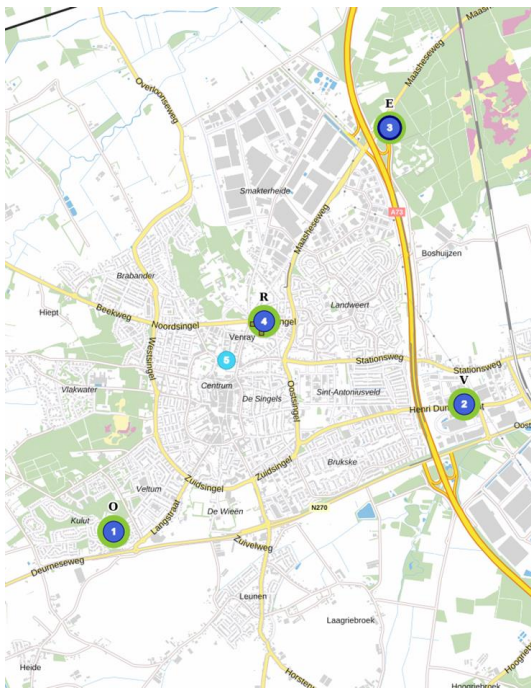 Maasheseweg
Overloonseweg
E
3
Smakterheide
A73
Maasheseweg
Boshuijzen
Brabander
R
Hiept
Beekweg
Landweert
4
Noordsingel
Venray
5
Westsingel
Stationsweg
Stationsweg
Vlakwater
Centrum
V
De Singels
Oostsingel
Sint-Antoniusveld
2
Henri Dun
Oost
Brukske
Zuidsingel
Zuidsingel
Veltum
O
Langstraat
De Wieën
N270
Kulut
1
Zuivelweg
Deurneseweg
Leunen
Laagriebroek
Heide
Horsten
Hoogriebroek
Hoogrieb